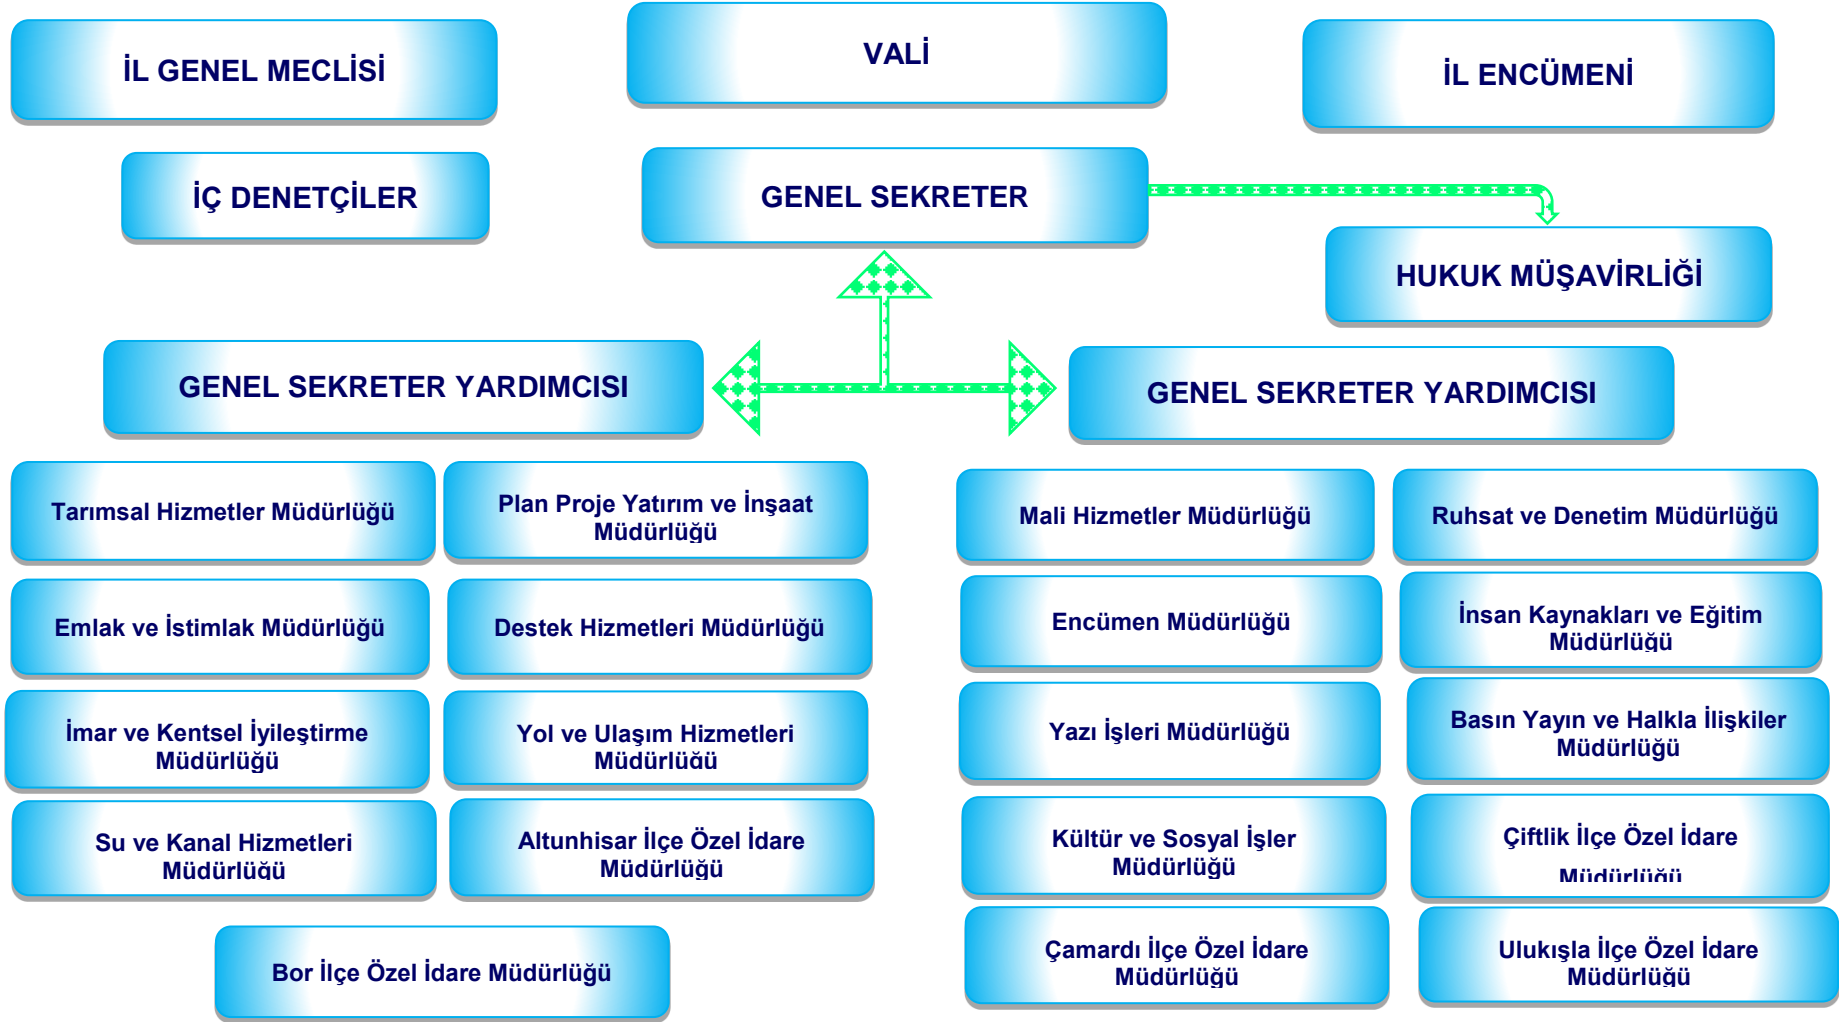 İL GENEL MECLİSİ
VALİ
İL ENCÜMENİ
İÇ DENETÇİLER
GENEL SEKRETER
HUKUK MÜŞAVİRLİĞİ
GENEL SEKRETER YARDIMCISI
GENEL SEKRETER YARDIMCISI
Tarımsal Hizmetler Müdürlüğü
Plan Proje Yatırım ve İnşaat
Müdürlüğü
Mali Hizmetler Müdürlüğü
Ruhsat ve Denetim Müdürlüğü
Emlak ve İstimlak Müdürlüğü
Destek Hizmetleri Müdürlüğü
Encümen Müdürlüğü
İnsan Kaynakları ve Eğitim
Müdürlüğü
İmar ve Kentsel İyileştirme
Müdürlüğü
Yol ve Ulaşım Hizmetleri
Müdürlüğü
Yazı İşleri Müdürlüğü
Basın Yayın ve Halkla İlişkiler
Müdürlüğü
Su ve Kanal Hizmetleri
Müdürlüğü
Altunhisar İlçe Özel İdare
Müdürlüğü
Kültür ve Sosyal İşler
Müdürlüğü
Çiftlik İlçe Özel İdare
Müdürlüğü
Bor İlçe Özel İdare Müdürlüğü
Çamardı İlçe Özel İdare
Müdürlüğü
Ulukışla İlçe Özel İdare
Müdürlüğü